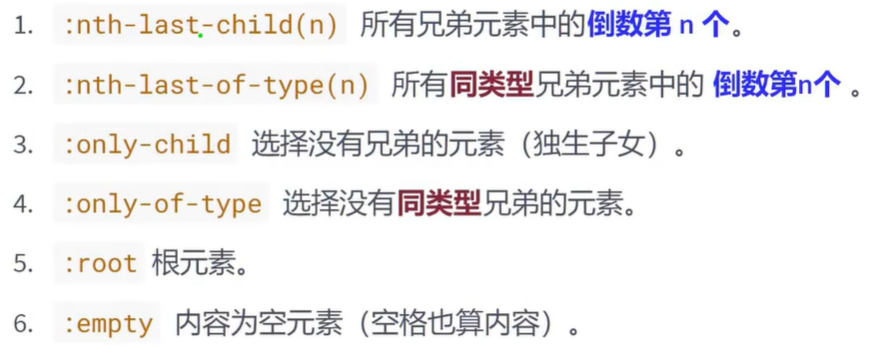 1. :nth-last-child(n) 所有兄弟元素中的倒数第 n 个。
2. :nth-last-of-type(n) 所有同类型兄弟元素中的 倒数第n个 。
3. :only-child 选择没有兄弟的元素（独生子女）。
4. :only-of-type 选择没有同类型兄弟的元素。
5. :root 根元素。
6. :empty 内容为空元素（空格也算内容）。